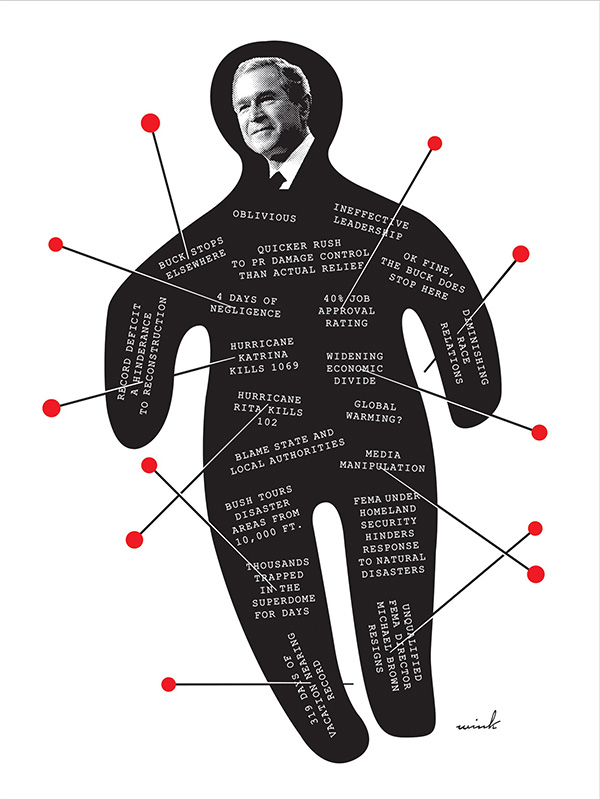 OBLIVIOUS
INEFFECTIVE
LEADERSHIP
BUCK STOPS
ELSEWHERE
QUICKER RUSH
TO PR DAMAGE CONTROL
THAN ACTUAL RELIEF
OK FINE,
THE BUCK DOES
STOP HERE
4 DAYS OF
NEGLIGENCE
40% JOB
APPROVAL
RATING
RECORD DEFICIT
A HINDERANCE
TO RECONSTRUCTION
DIMINISHING
RACE
RELATIONS
HURRICANE
KATRINA
KILLS 1069
WIDENING
ECONOMIC
DIVIDE
HURRICANE
RITA KILLS
102
GLOBAL
WARMING?
BLAME STATE AND
LOCAL AUTHORITIES
MEDIA
MANIPULATION
BUSH TOURS
DISASTER
AREAS FROM
10,000 FT.
FEMA UNDER
HOMELAND
SECURITY
HINDERS
RESPONSE
TO NATURAL
DISASTERS
THOUSANDS
TRAPPED
IN THE
SUPERDOME
FOR DAYS
UNQUALIFIED
FEMA DIRECTOR
MICHAEL BROWN
RESIGNS
319 DAYS OF
VACATION NEARING
RECORD
wink